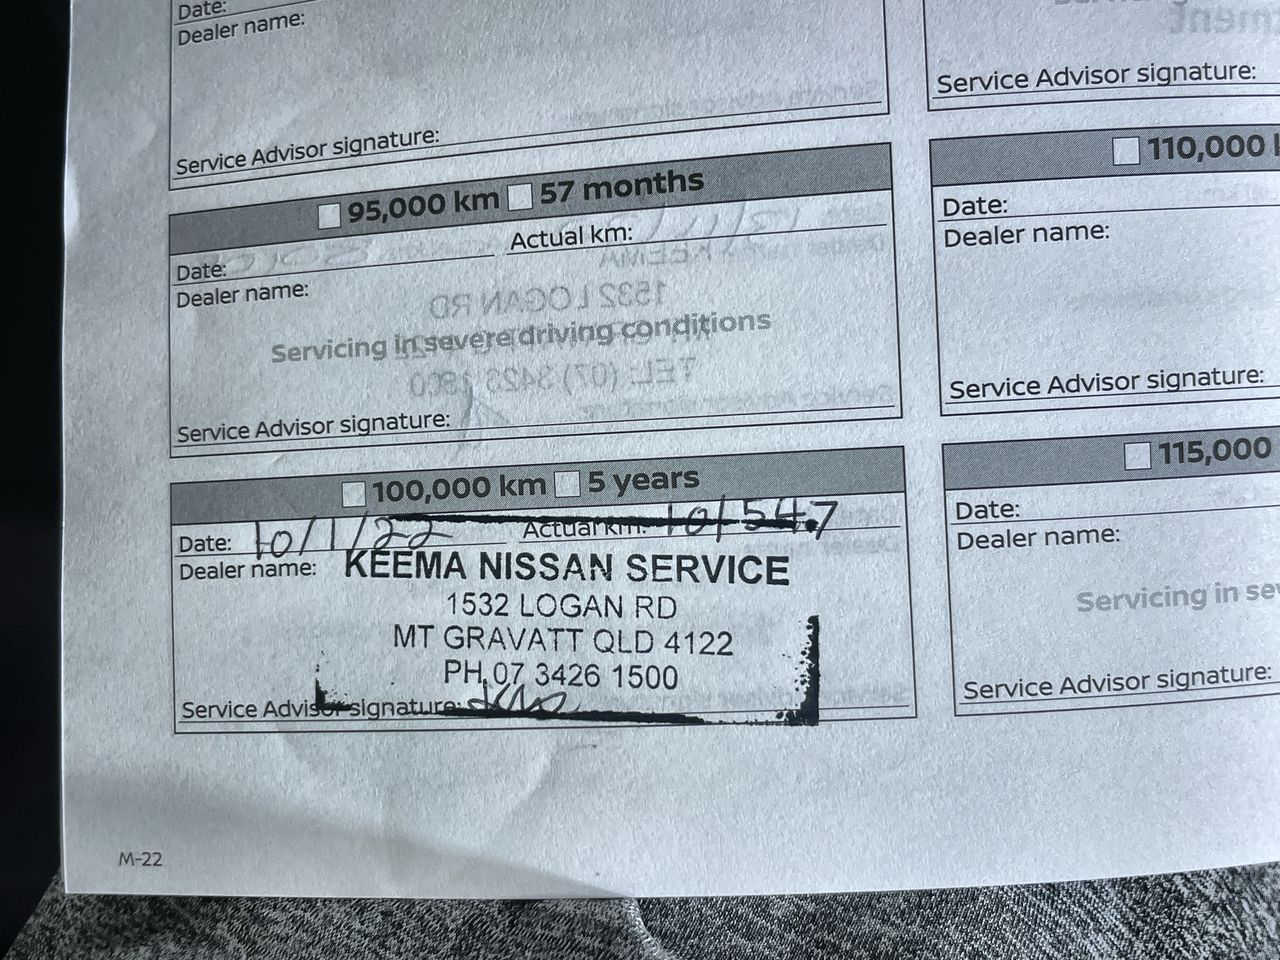 Date:
Dealer name:
Service Advisor signature:
Service Advisor signature:
95,000 km 57 months
Date: Actual km:
Dealer name:
Servicing in severe driving conditions
Service Advisor signature:
110,000
Date:
Dealer name:
Service Advisor signature:
100,000 km 5 years
Date: 10/1/22 Actual km: 101547
Dealer name: KEEMA NISSAN SERVICE
1532 LOGAN RD
MT GRAVATT QLD 4122
PH. 07 3426 1500
Service Advisor signature:
115,000
Date:
Dealer name:
Servicing in
Service Advisor signature:
M-22